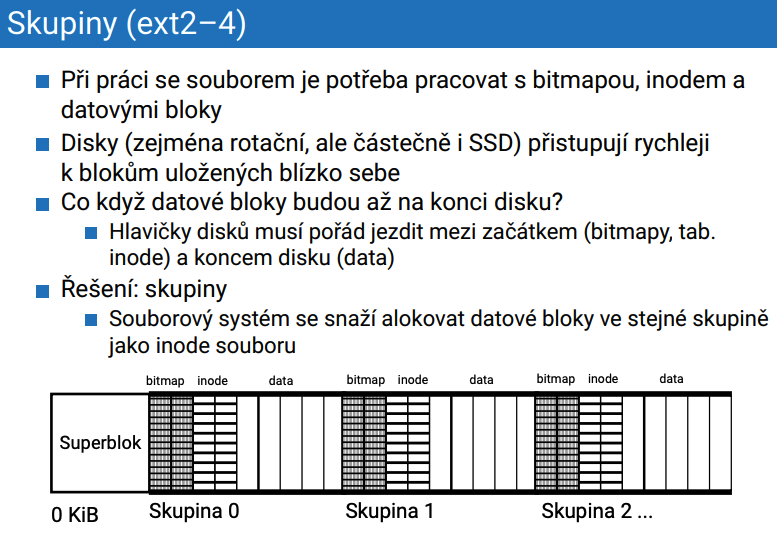 Skupiny (ext2–4)
Při práci se souborem je potřeba pracovat s bitmapou, inodem a
datovými bloky
Disky (zejména rotační, ale částečně i SSD) přistupují rychleji
k blokům uložených blízko sebe
Co když datové bloky budou až na konci disku?
Hlavičky disků musí pořád jezdit mezi začátkem (bitmapy, tab.
inode) a koncem disku (data)
Řešení: skupiny
Souborový systém se snaží alokovat datové bloky ve stejné skupině
jako inode souboru
bitmap inode data bitmap inode data bitmap inode data
Superblok
0 KiB Skupina 0 Skupina 1 Skupina 2 ...